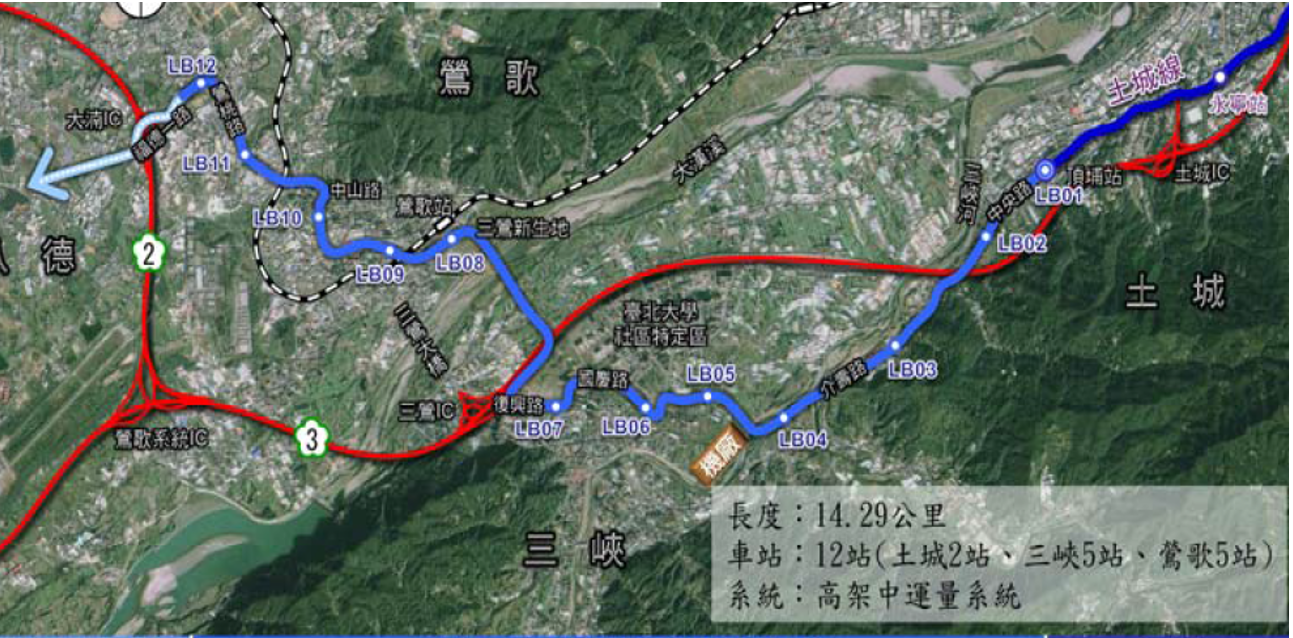 LB12
鶯歌
大湳IC
福德一路
鶯桃路
土城線
永寧站
LB11
大漢溪
三峽河
頂埔站
土城IC
LB01
中山路
鶯歌站
中央路
LB10
三鶯新生地
LB02
德
2
LB09
LB08
土城
三鶯大橋
臺北大學
社區特定區
介壽路
LB03
國慶路
LB05
三鶯IC
復興路
LB07
LB06
LB04
鶯歌系統IC
3
機廠
三峽
長度：14.29公里
車站：12站(土城2站、三峽5站、鶯歌5站)
系統：高架中運量系統